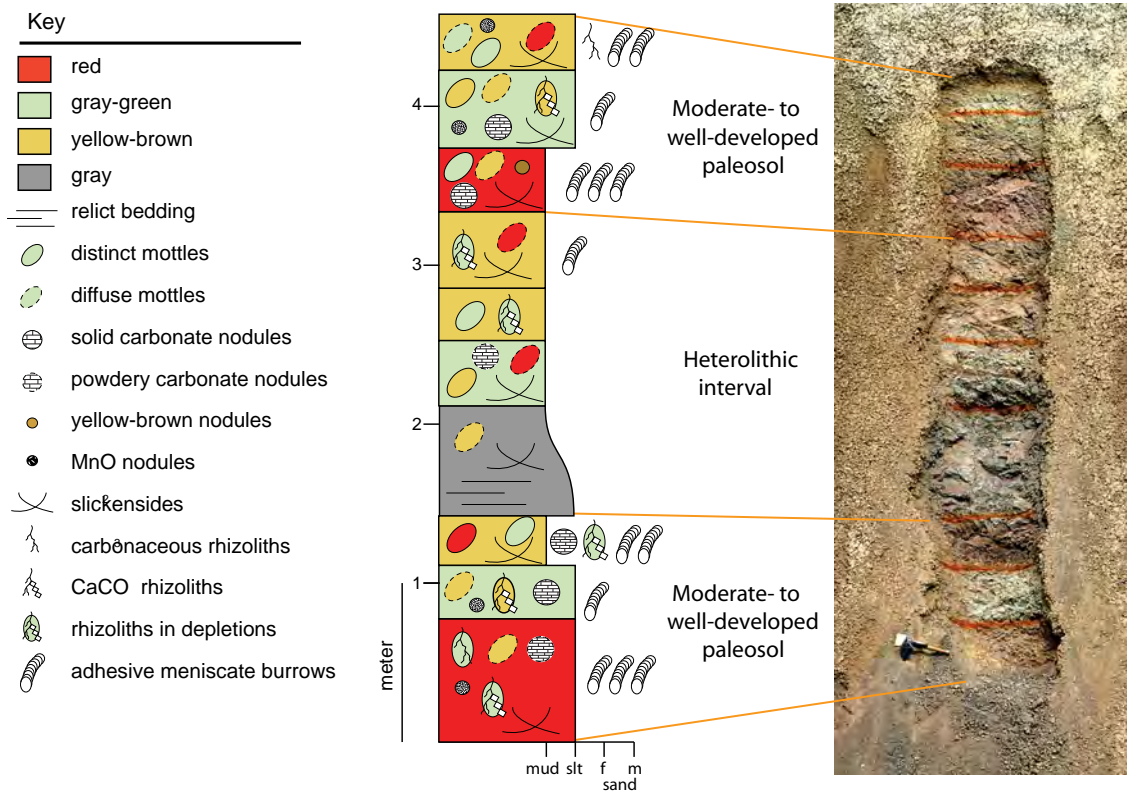 Key
red
gray-green
yellow-brown
gray
relict bedding
distinct mottles
diffuse mottles
solid carbonate nodules
powdery carbonate nodules
yellow-brown nodules
MnO nodules
slickensides
carbonaceous rhizoliths
CaCO rhizoliths
rhizoliths in depletions
adhesive meniscate burrows
4
3
2
1
meter
mud slt f m
sand
Moderate- to
well-developed
paleosol
Heterolithic
interval
Moderate- to
well-developed
paleosol